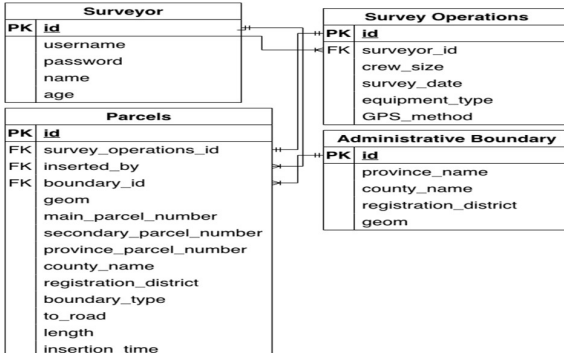 Surveyor
PK id
username
password
name
age
Survey Operations
PK id
FK surveyor_id
crew_size
survey_date
equipment_type
GPS_method
Parcels
PK id
FK survey_operations_id
FK inserted_by
FK boundary_id
geom
main_parcel_number
secondary_parcel_number
province_parcel_number
county_name
registration_district
boundary_type
to_road
length
insertion_time
Administrative Boundary
PK id
province_name
county_name
registration_district
geom